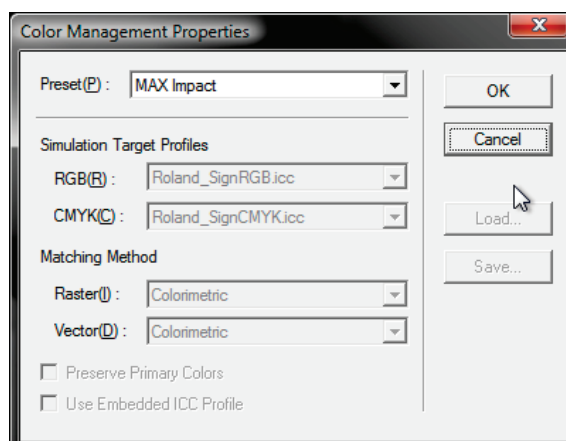 Color Management Properties
Preset(P) : MAX Impact
OK
Cancel
Simulation Target Profiles
RGB(R) : Roland_SignRGB.icc
CMYK(C) : Roland_SignCMYK.icc
Load...
Matching Method
Save...
Raster(I) : Colorimetric
Vector(D) : Colorimetric
Preserve Primary Colors
Use Embedded ICC Profile